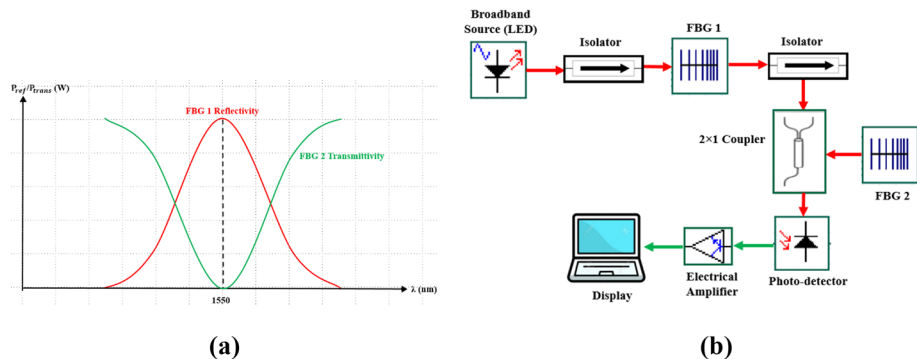 P_ref/P_trans (W)
FBG 1 Reflectivity
FBG 2 Transmittivity
λ (nm)
1550
(a)
Broadband
Source (LED)
Isolator
FBG 1
Isolator
2×1 Coupler
FBG 2
Display
Electrical
Amplifier
Photo-detector
(b)